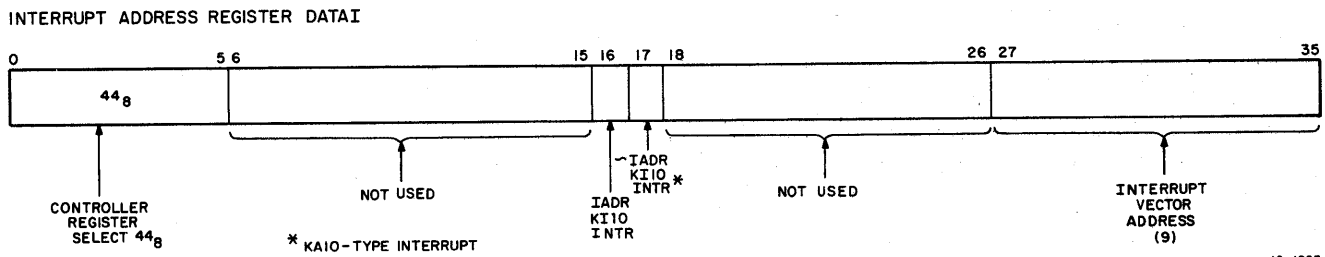 INTERRUPT ADDRESS REGISTER DATAI
0 5 6 15 16 17 18 26 27 35
44₈
NOT USED
~IADR
KI10
INTR *
NOT USED
CONTROLLER
REGISTER
SELECT 44₈
IADR
KI10
INTR
INTERRUPT
VECTOR
ADDRESS
(9)
* KA10-TYPE INTERRUPT